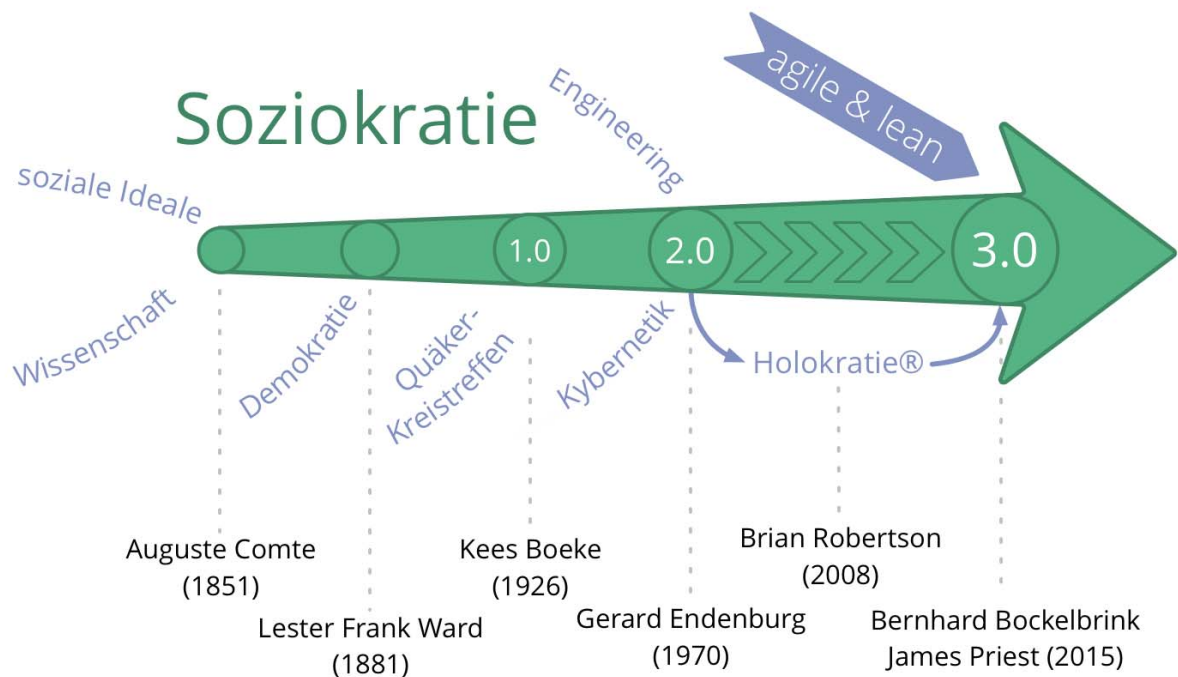 Soziokratie
soziale Ideale
Wissenschaft
Demokratie
Quäker-
Kreistreffen
Engineering
Kybernetik
agile & lean
1.0
2.0
3.0
Holokratie®
Auguste Comte
(1851)
Lester Frank Ward
(1881)
Kees Boeke
(1926)
Gerard Endenburg
(1970)
Brian Robertson
(2008)
Bernhard Bockelbrink
James Priest (2015)